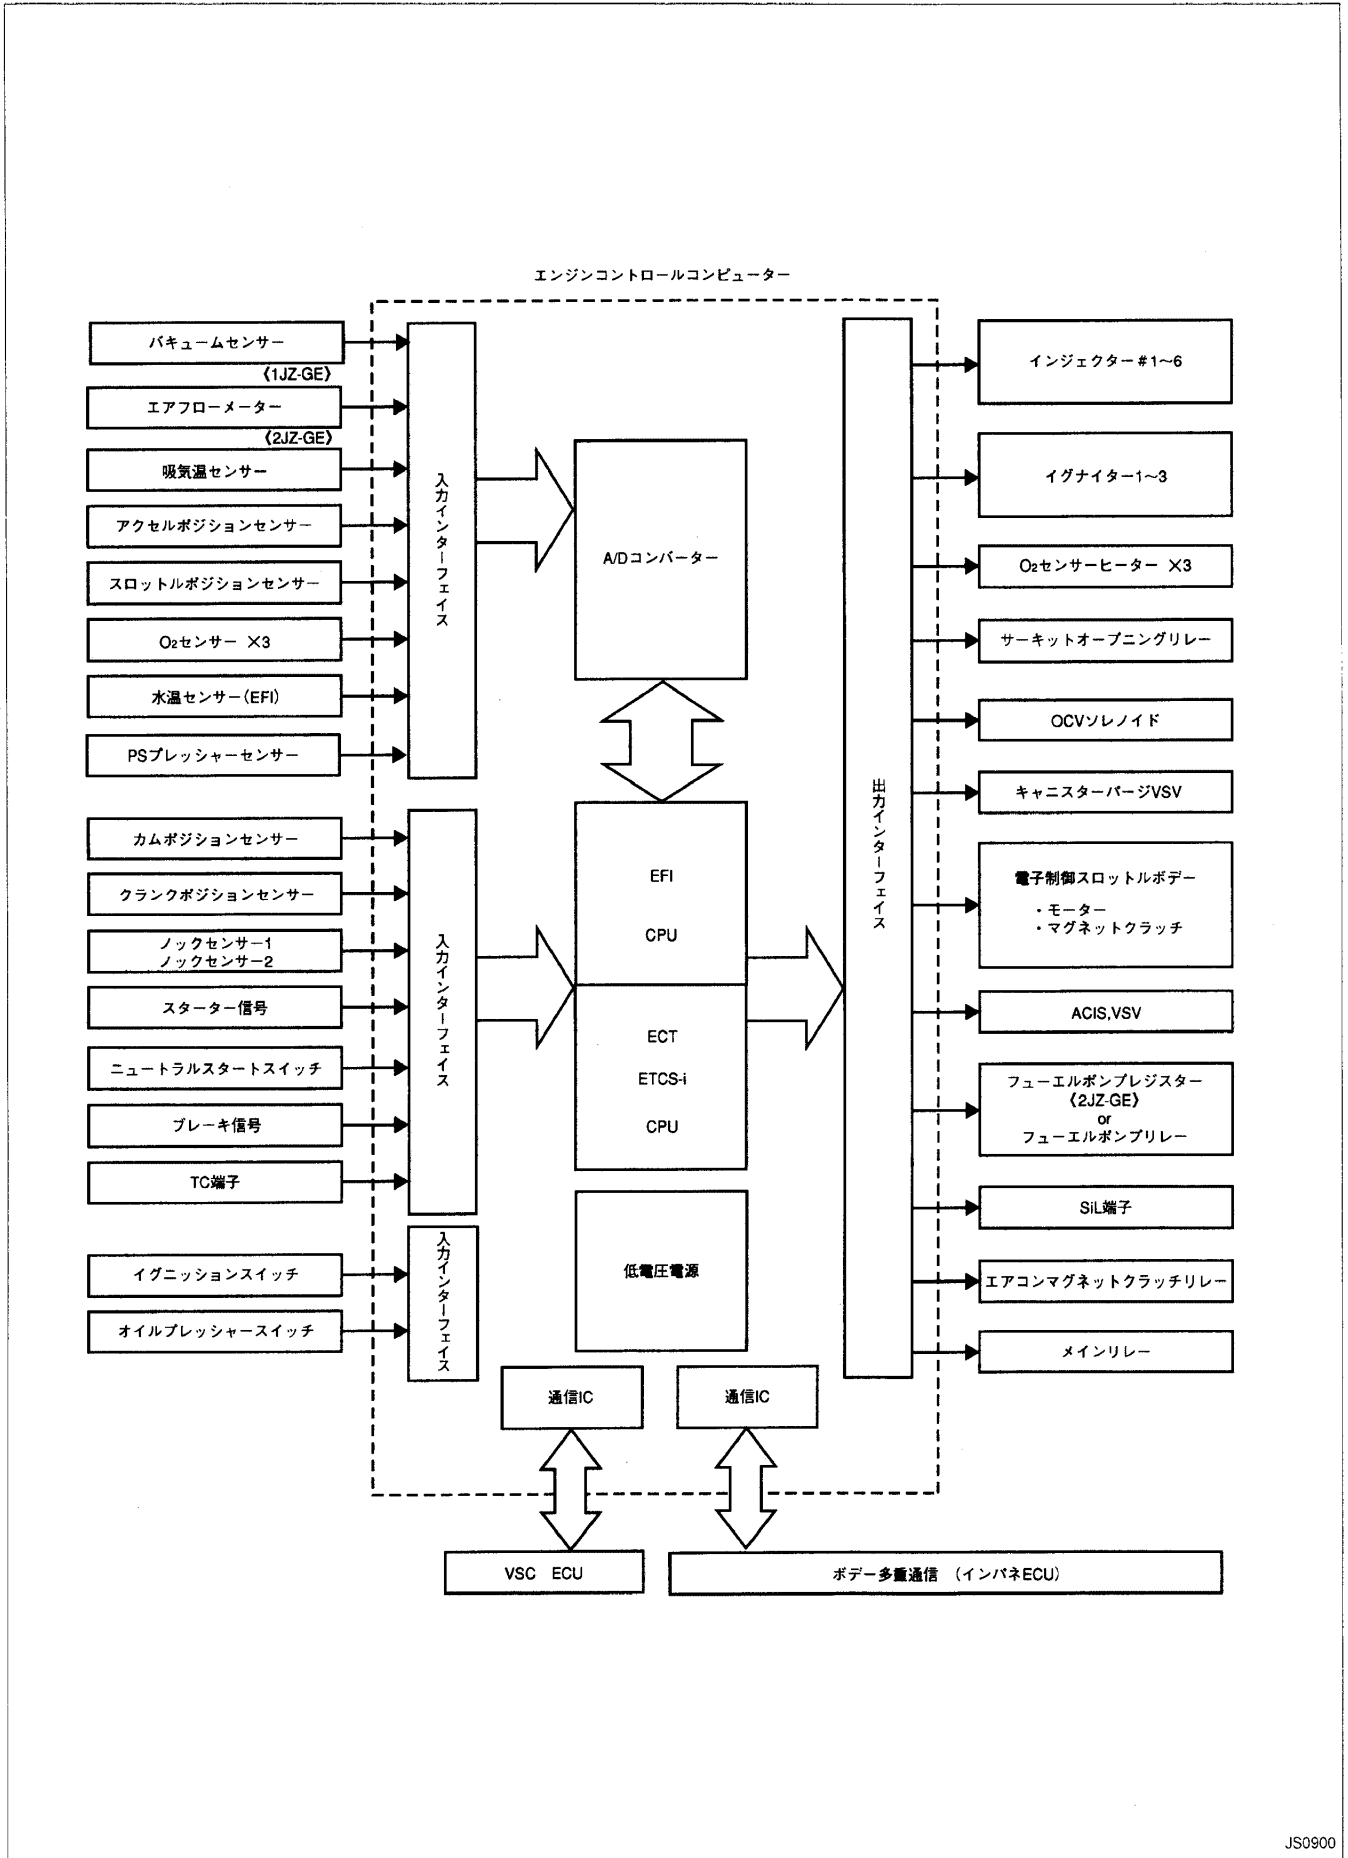 エンジンコントロールコンピューター
バキュームセンサー
《1JZ-GE》
エアフローメーター
《2JZ-GE》
吸気温センサー
アクセルポジションセンサー
スロットルポジションセンサー
O₂センサー ×3
水温センサー(EFI)
PSプレッシャーセンサー
カムポジションセンサー
クランクポジションセンサー
ノックセンサー1
ノックセンサー2
スターター信号
ニュートラルスタートスイッチ
ブレーキ信号
TC端子
イグニッションスイッチ
オイルプレッシャースイッチ
入力インターフェイス
入力インターフェイス
入力インターフェイス
A/Dコンバーター
EFI
CPU
ECT
ETCS-i
CPU
低電圧電源
通信IC
通信IC
出力インターフェイス
インジェクター#1~6
イグナイター1~3
O₂センサーヒーター ×3
サーキットオープニングリレー
OCVソレノイド
キャニスターパージVSV
電子制御スロットルボデー
・モーター
・マグネットクラッチ
ACIS,VSV
フューエルポンプレジスター
《2JZ-GE》
or
フューエルポンプリレー
SiL端子
エアコンマグネットクラッチリレー
メインリレー
VSC ECU
ボデー多重通信 (インパネECU)
JS0900